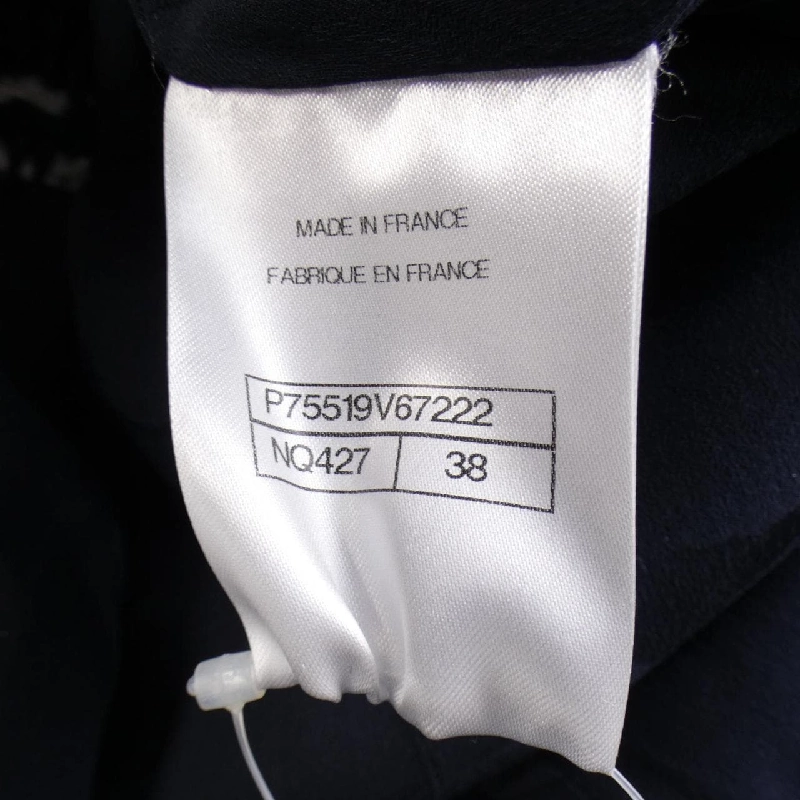 MADE IN FRANCE
FABRIQUE EN FRANCE
P75519V67222
NQ427 38